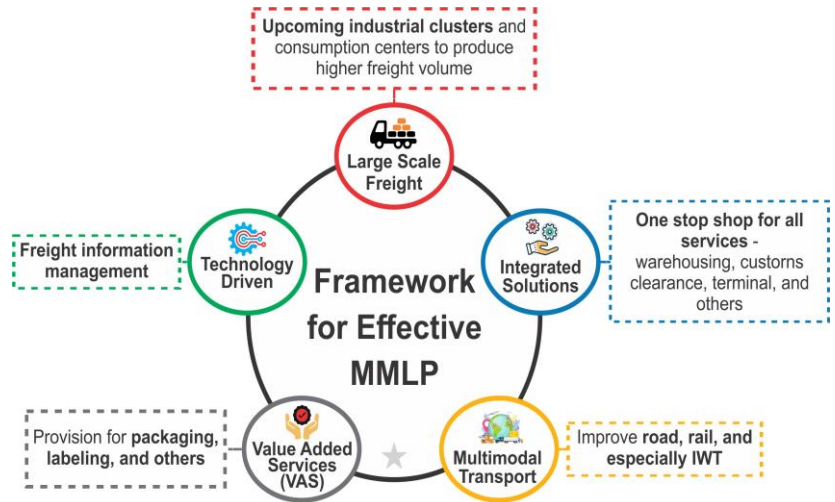 Upcoming industrial clusters and
consumption centers to produce
higher freight volume
Large Scale
Freight
Freight information
management
Technology
Driven
Integrated
Solutions
One stop shop for all
services -
warehousing, custorns
clearance, terminal, and
others
Framework
for Effective
MMLP
Provision for packaging,
labeling, and others
Value Added
Services
(VAS)
Multimodal
Transport
Improve road, rail, and
especially IWT